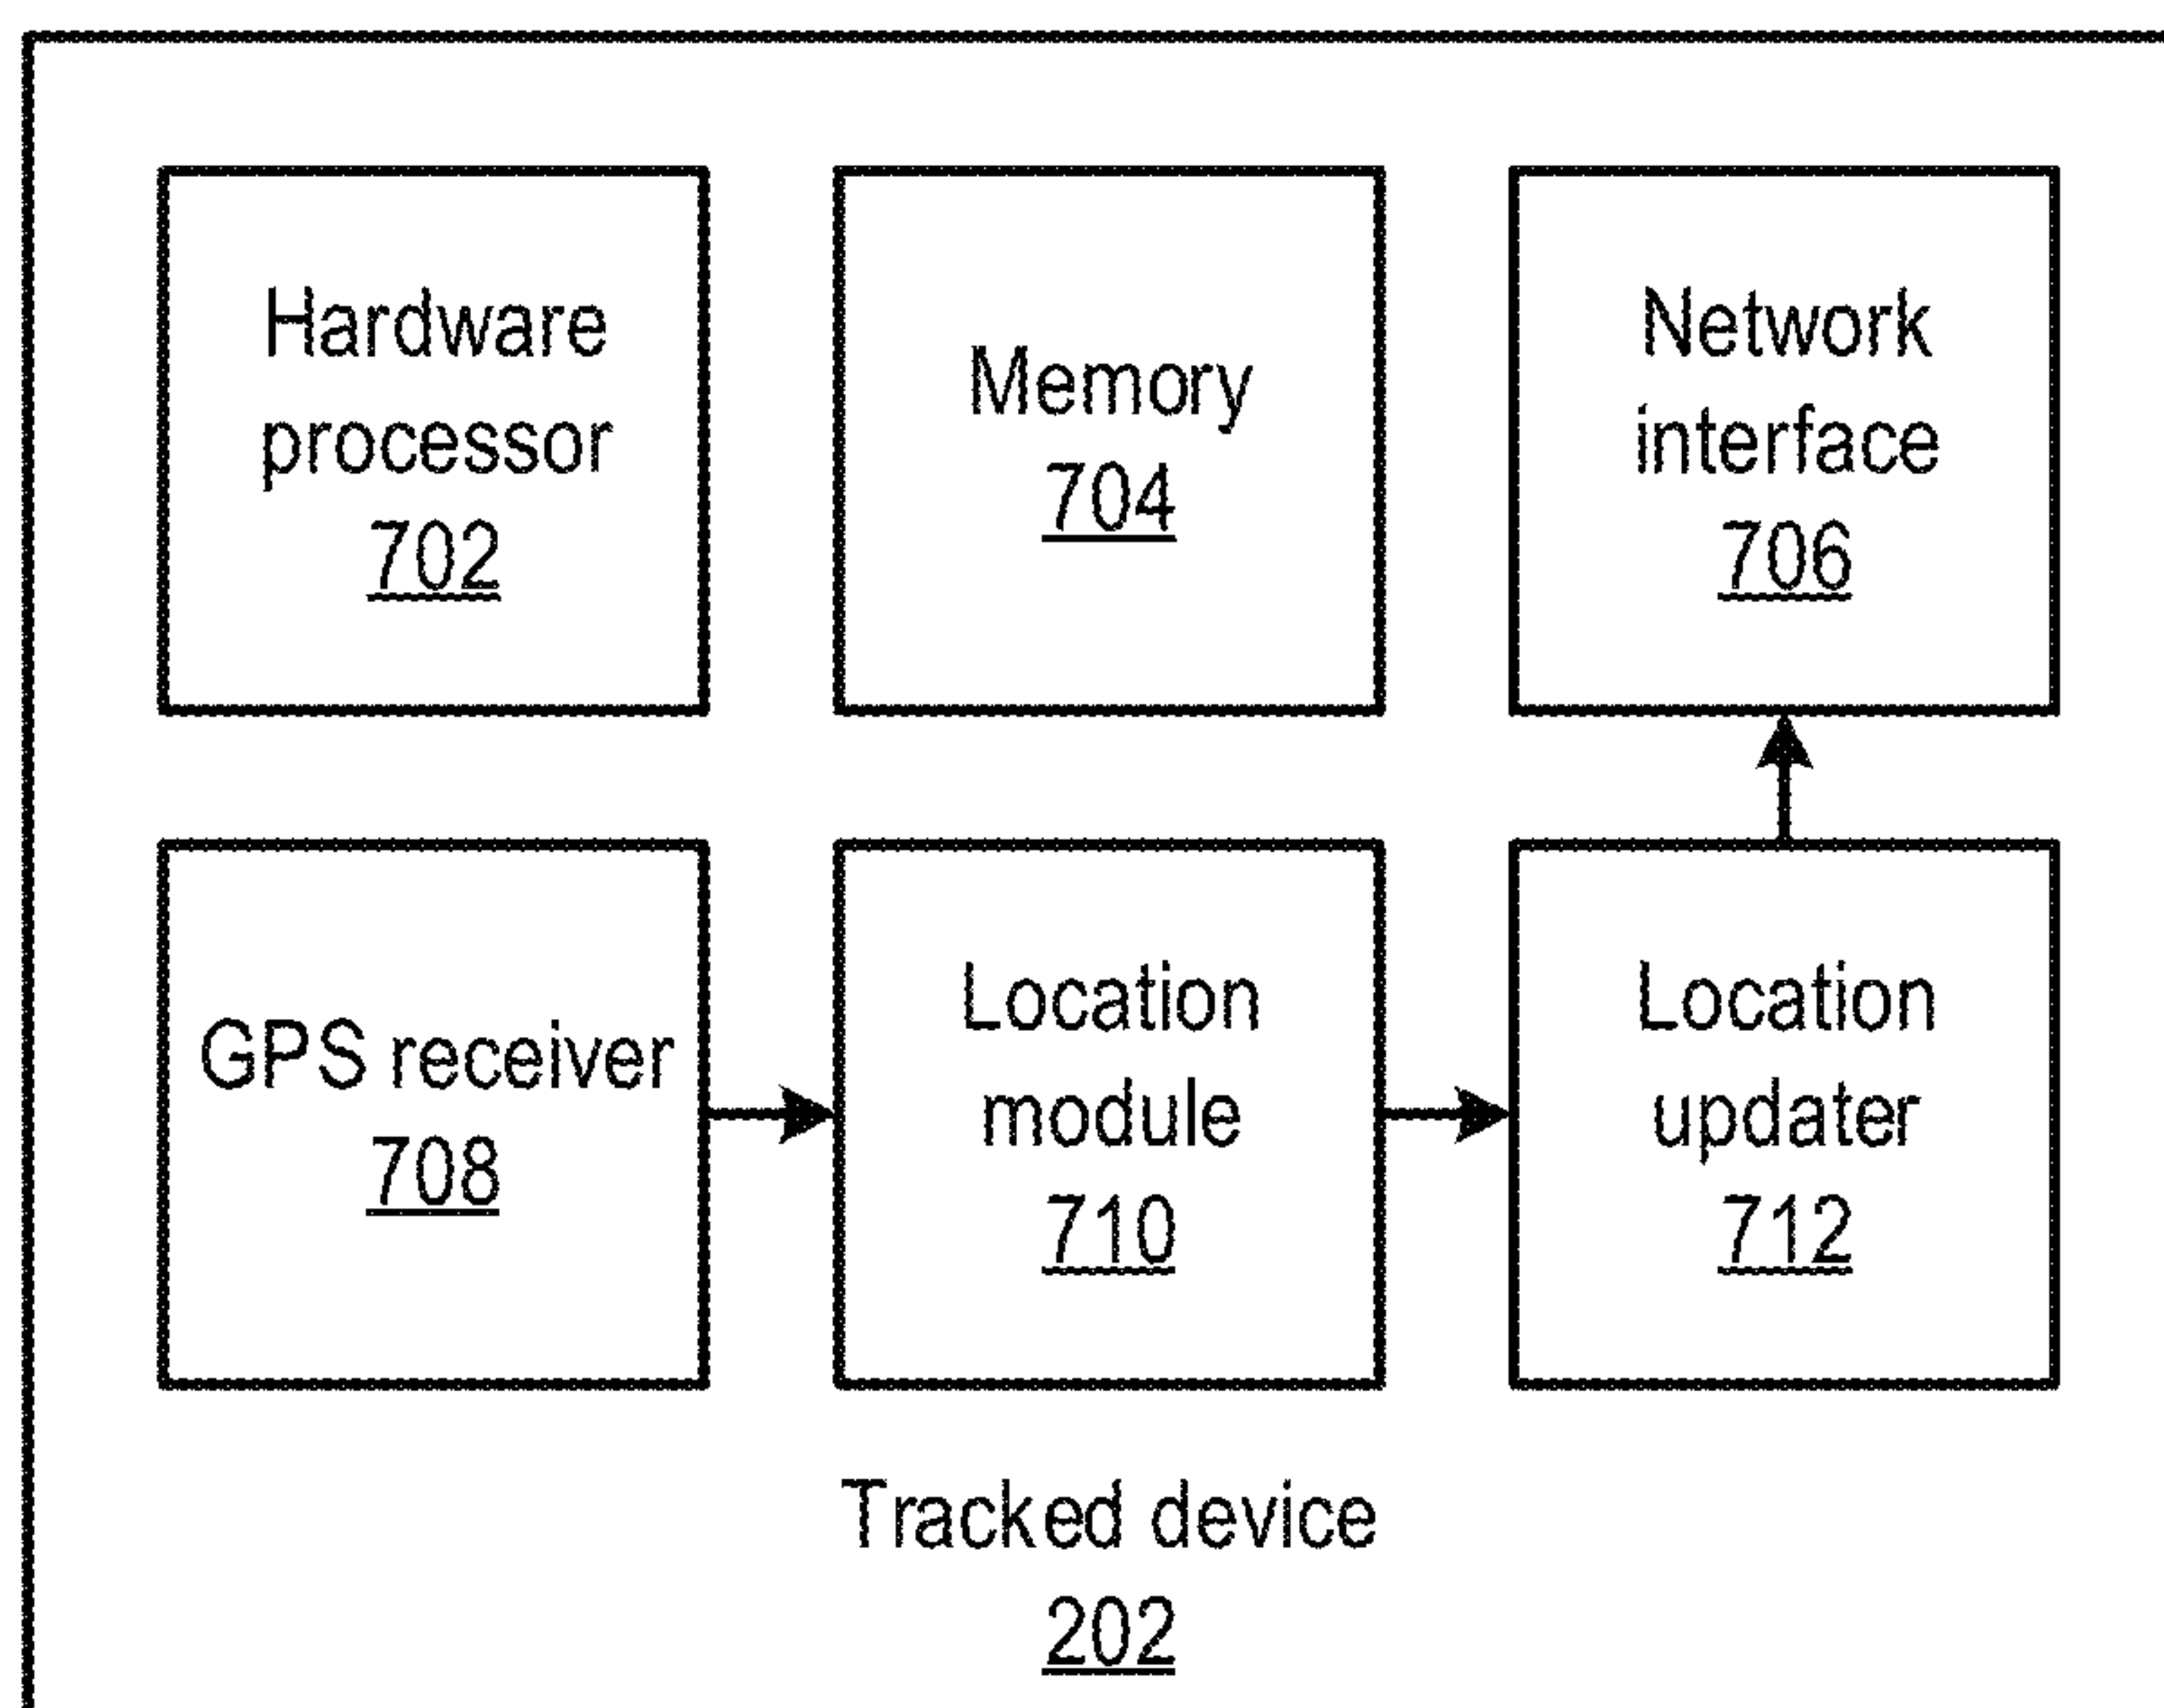 Hardware
processor
702
Memory
704
Network
interface
706
GPS receiver
708
Location
module
710
Location
updater
712
Tracked device
202